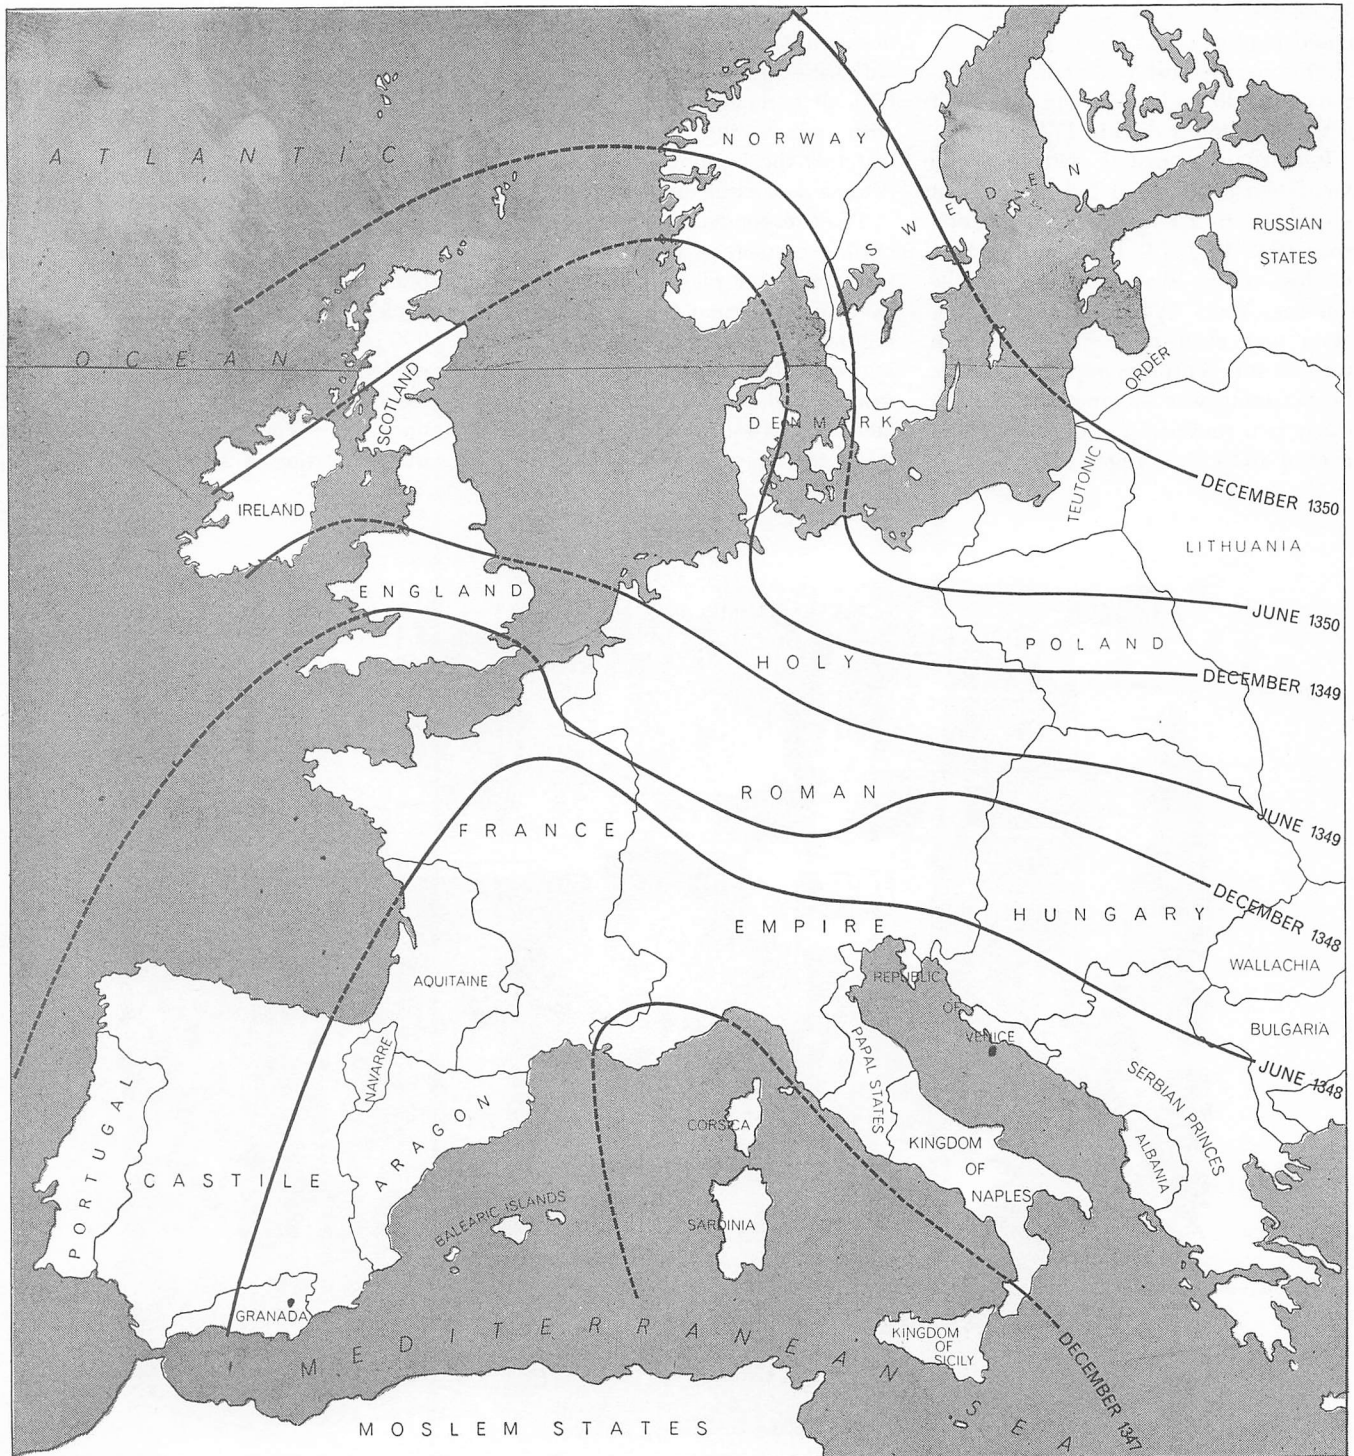 NORWAY
ATLANTIC
SWEDEN
RUSSIAN
STATES
OCEAN
SCOTLAND
ORDER
DENMARK
TEUTONIC
DECEMBER 1350
IRELAND
LITHUANIA
ENGLAND
JUNE 1350
POLAND
HOLY
DECEMBER 1349
ROMAN
JUNE 1349
FRANCE
HUNGARY
DECEMBER 1348
EMPIRE
WALLACHIA
AQUITAINE
REPUBLIC
OF
VENICE
BULGARIA
NAVARRE
PAPAL STATES
JUNE 1348
SERBIAN PRINCES
PORTUGAL
ARAGON
CORSICA
KINGDOM
OF
NAPLES
ALBANIA
CASTILE
BALEARIC ISLANDS
SARDINIA
GRANADA
KINGDOM
OF
SICILY
MEDITERRANEAN SEA
DECEMBER 1347
MOSLEM STATES